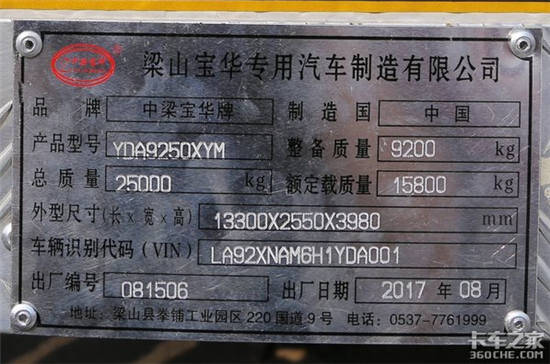 梁山宝华专用汽车制造有限公司
品牌 中梁宝华牌 制造国 中国
产品型号 YDA9250XYM 整备质量 9200 kg
总质量 25000 kg 额定载质量 15800 kg
外型尺寸(长×宽×高) 13300X2550X3980 mm
车辆识别代码(VIN) LA92XNAM6H1YDA001
出厂编号 081506 出厂日期 2017 年 08 月
地址: 梁山县拳铺工业园区 220 国道 9 号 电话: 0537-7761999
卡车之家
360CHE.COM